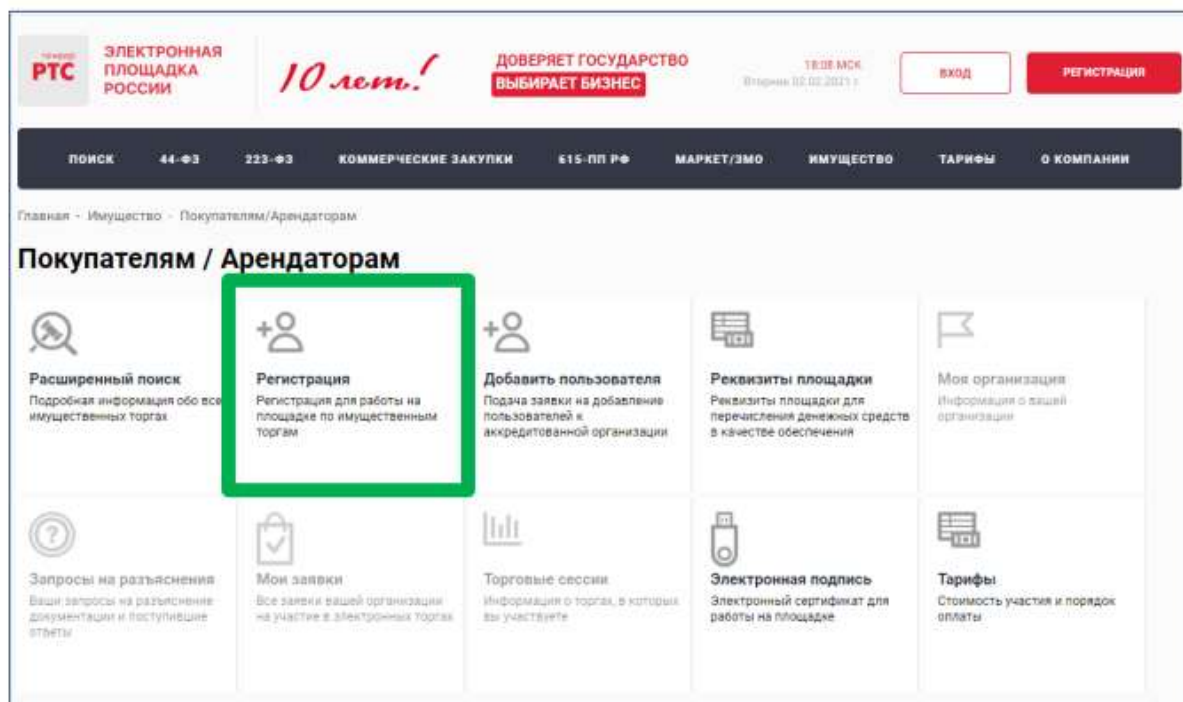 тендер
РТС
ЭЛЕКТРОННАЯ
ПЛОЩАДКА
РОССИИ
10 лет!
ДОВЕРЯЕТ ГОСУДАРСТВО
ВЫБИРАЕТ БИЗНЕС
18:08 МСК
Вторник 02.02.2021 г.
ВХОД
РЕГИСТРАЦИЯ
ПОИСК 44-ФЗ 223-ФЗ КОММЕРЧЕСКИЕ ЗАКУПКИ 615-ПП РФ МАРКЕТ/ЗМО ИМУЩЕСТВО ТАРИФЫ О КОМПАНИИ
Главная - Имущество - Покупателям/Арендаторам
Покупателям / Арендаторам
Расширенный поиск
Подробная информация обо все
имущественных торгах
Регистрация
Регистрация для работы на
площадке по имущественным
торгам
Добавить пользователя
Подача заявки на добавление
пользователей к
аккредитованной организации
Реквизиты площадки
Реквизиты площадки для
перечисления денежных средств
в качестве обеспечения
Моя организация
Информация о вашей
организации
Запросы на разъяснения
Ваши запросы на разъяснение
документации и поступившие
ответы
Мои заявки
Все заявки вашей организации
на участие в электронных торгах
Торговые сессии
Информация о торгах, в которых
вы участвуете
Электронная подпись
Электронный сертификат для
работы на площадке
Тарифы
Стоимость участия и порядок
оплаты